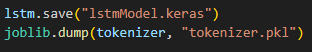 lstm.save("lstmModel.keras")
joblib.dump(tokenizer, "tokenizer.pkl")